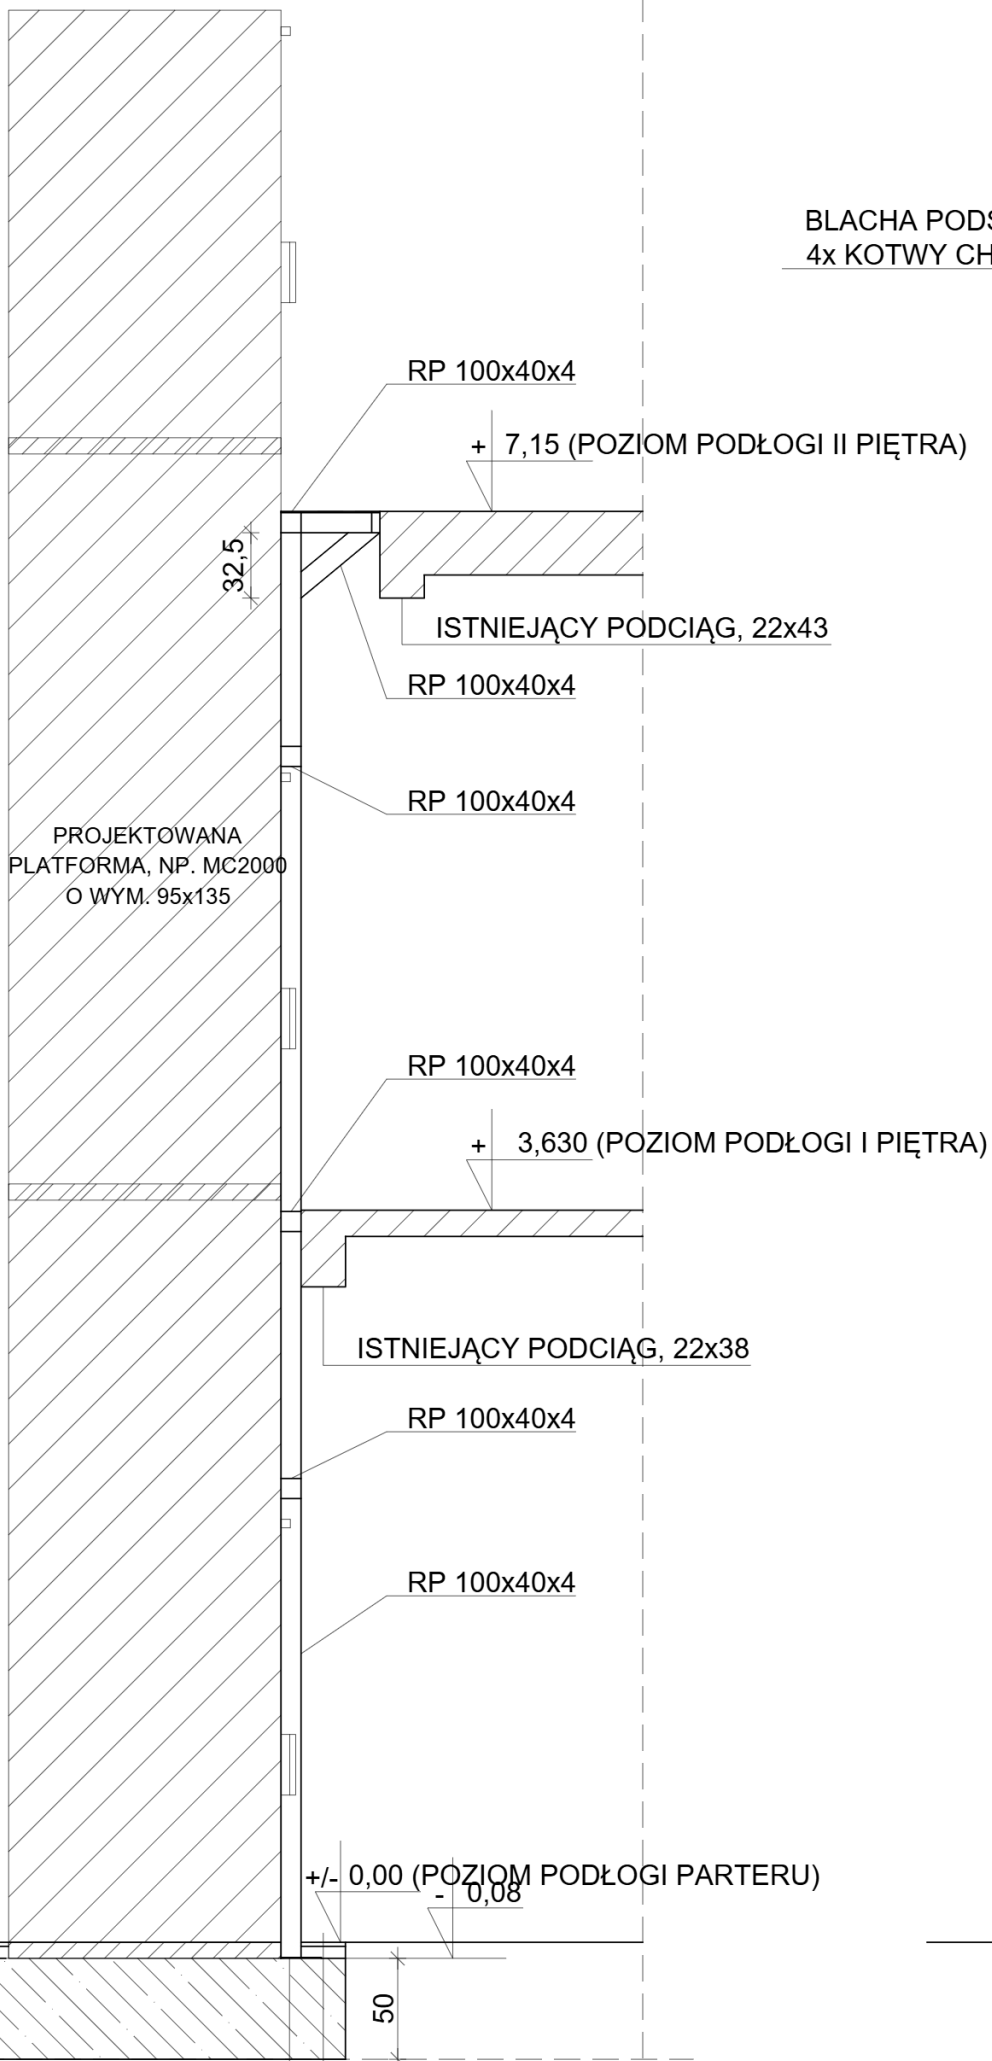 BLACHA
4x KOTWY
RP 100x40x4
+ 7,15 (POZIOM PODŁOGI II PIĘTRA)
32,5
ISTNIEJĄCY PODCIĄG, 22x43
RP 100x40x4
RP 100x40x4
PROJEKTOWANA
PLATFORMA, NP. MC2000
O WYM. 95x135
RP 100x40x4
+ 3,630 (POZIOM PODŁOGI I PIĘTRA)
ISTNIEJĄCY PODCIĄG, 22x38
RP 100x40x4
RP 100x40x4
+/- 0,00 (POZIOM PODŁOGI PARTERU)
- 0,08
50